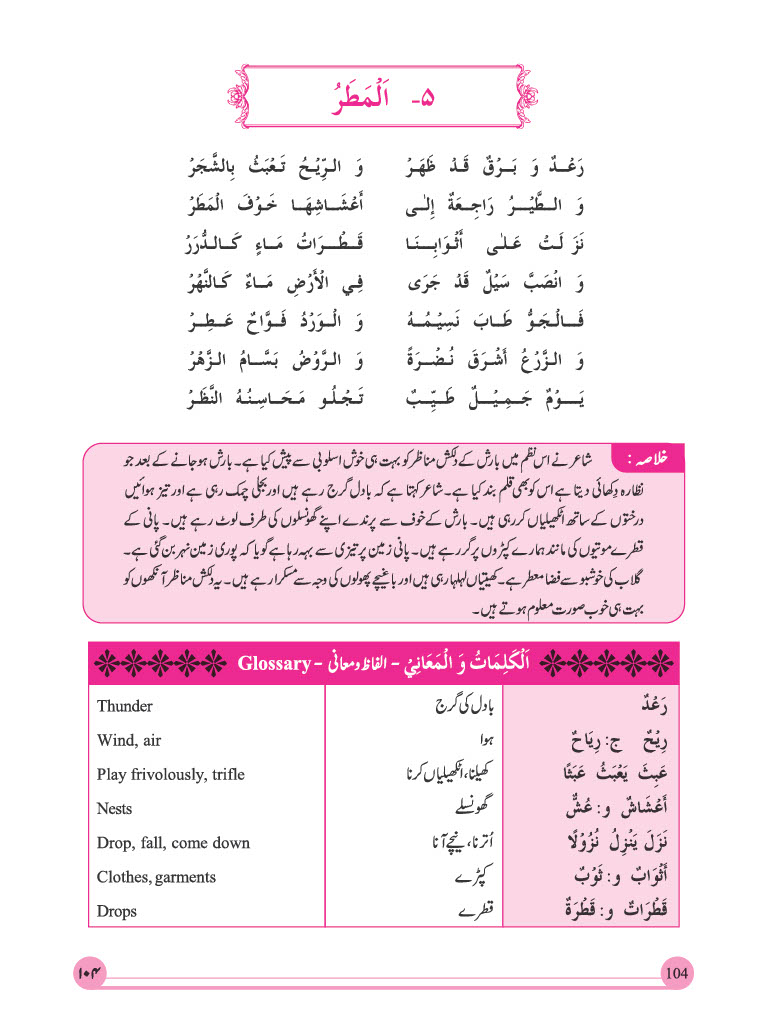 ۵- اَلْمَطَرُ
رَعْدٌ وَ بَرْقٌ قَدْ ظَهَرْ وَ الرِّيْحُ تَعْبَثُ بِالشَّجَرْ
وَ الطَّيْرُ رَاجِعَةٌ إِلٰى أَعْشَاشِهَا خَوْفَ الْمَطَرْ
نَزَلَتْ عَلٰى أَثْوَابِنَا قَطْرَاتُ مَاءٍ كَالدُّرَرْ
وَ انْصَبَّ سَيْلٌ قَدْ جَرَى فِي الْأَرْضِ مَاءٌ كَالنَّهْرْ
فَالْجَوُّ طَابَ نَسِيْمُهُ وَ الْوَرْدُ فَوَّاحٌ عَطِرْ
وَ الزَّرْعُ أَشْرَقَ نُضْرَةً وَ الرَّوْضُ بَسَّامُ الزَّهْرْ
يَوْمٌ جَمِيْلٌ طَيِّبٌ تَجْلُو مَحَاسِنُهُ النَّظَرْ
خلاصہ : شاعر نے اس نظم میں بارش کے دلکش مناظر کو بہت ہی خوش اسلوبی سے پیش کیا ہے۔ بارش ہو جانے کے بعد جو
نظارہ دِکھائی دیتا ہے اس کو بھی قلم بند کیا ہے۔ شاعر کہتا ہے کہ بادل گرج رہے ہیں اور بجلی چمک رہی ہے اور تیز ہوائیں
درختوں کے ساتھ اٹکھیلیاں کر رہی ہیں۔ بارش کے خوف سے پرندے اپنے گھونسلوں کی طرف لوٹ رہے ہیں۔ پانی کے
قطرے موتیوں کی مانند ہمارے کپڑوں پر گر رہے ہیں۔ پانی زمین پر تیزی سے بہہ رہا ہے گویا کہ پوری زمین نہر بن گئی ہے۔
گلاب کی خوشبو سے فضا معطر ہے۔ کھیتیاں لہلہا رہی ہیں اور باغیچے پھولوں کی وجہ سے مسکرا رہے ہیں۔ یہ دلکش مناظر آنکھوں کو
بہت ہی خوب صورت معلوم ہوتے ہیں۔
اَلْكَلِمَاتُ وَ الْمَعَانِيْ - الفاظ و معانی - Glossary
رَعْدٌ بادل کی گرج Thunder
رِيْحٌ ج: رِيَاحٌ ہوا Wind, air
عَبِثَ يَعْبَثُ عَبَثًا کھیلنا، اٹکھیلیاں کرنا Play frivolously, trifle
أَعْشَاشٌ و: عُشٌّ گھونسلے Nests
نَزَلَ يَنْزِلُ نُزُوْلًا اُترنا، نیچے آنا Drop, fall, come down
أَثْوَابٌ و: ثَوْبٌ کپڑے Clothes, garments
قَطْرَاتٌ و: قَطْرَةٌ قطرے Drops
۱۰۴ 104